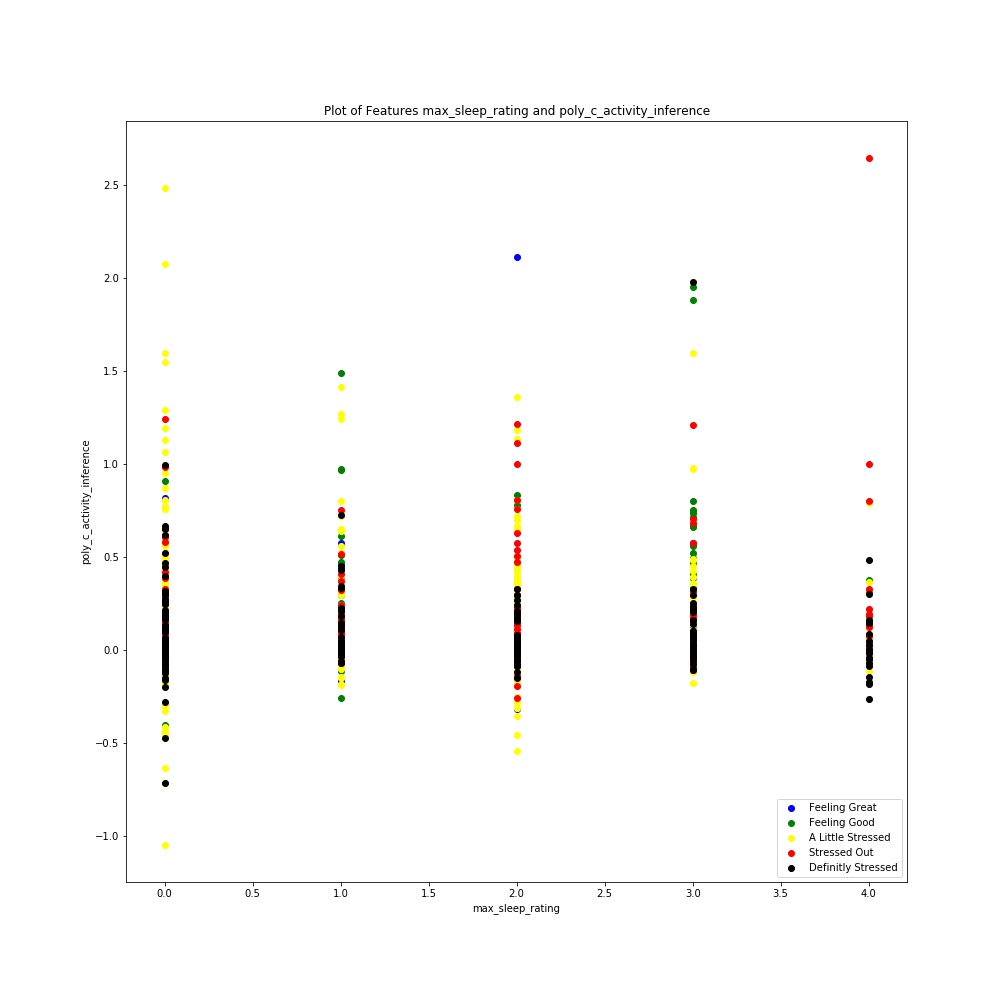 Plot of Features max_sleep_rating and poly_c_activity_inference
poly_c_activity_inference
2.5
2.0
1.5
1.0
0.5
0.0
−0.5
−1.0
0.0 0.5 1.0 1.5 2.0 2.5 3.0 3.5 4.0
max_sleep_rating
Feeling Great
Feeling Good
A Little Stressed
Stressed Out
Definitly Stressed